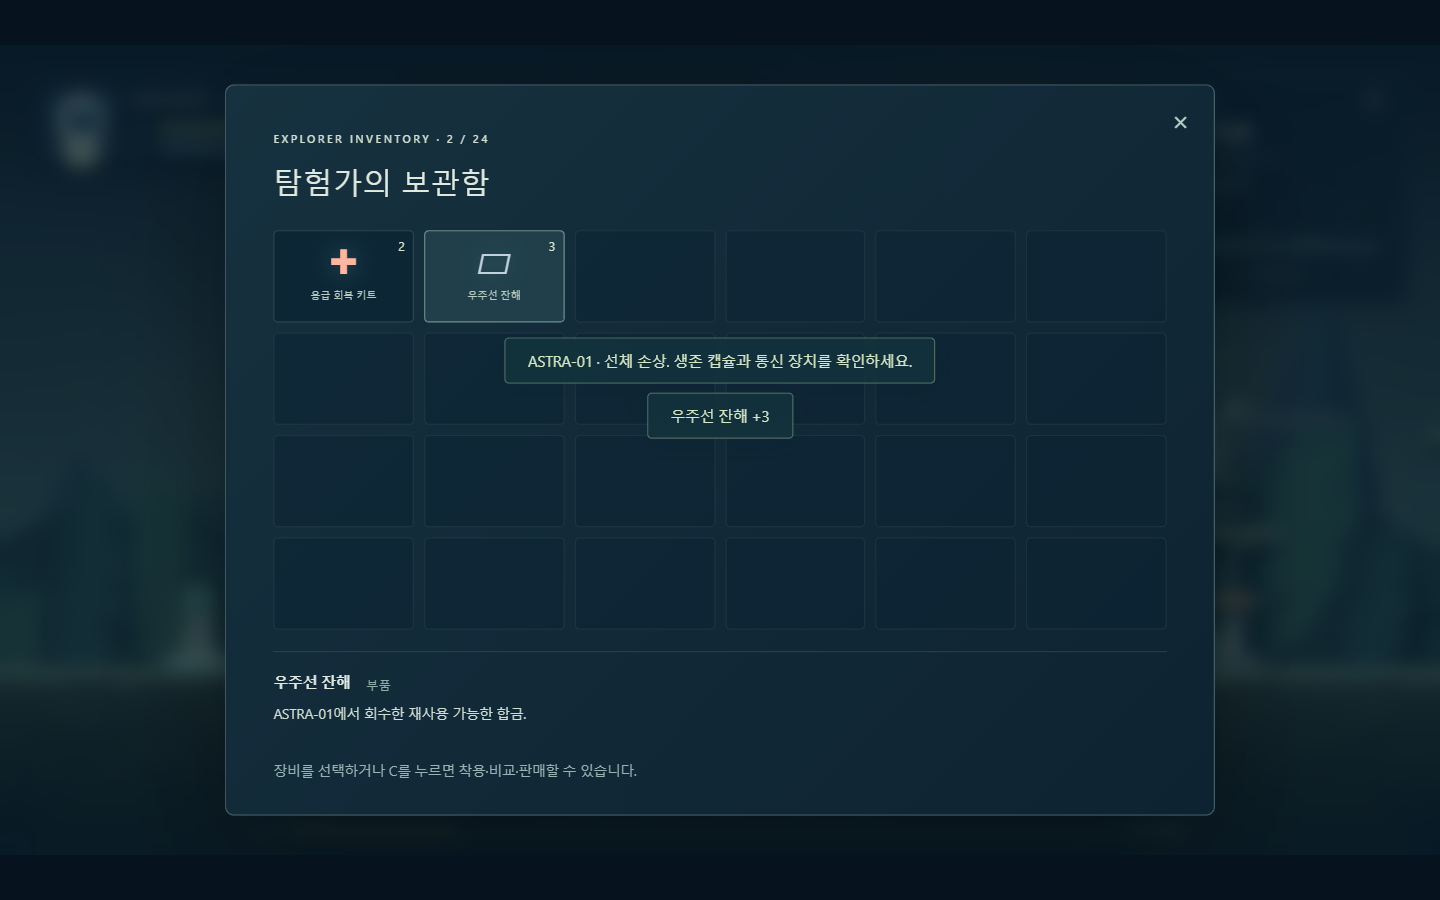 EXPLORER INVENTORY · 2 / 24
탐험가의 보관함
2
응급 회복 키트
3
우주선 잔해
ASTRA-01 · 선체 손상. 생존 캡슐과 통신 장치를 확인하세요.
우주선 잔해 +3
우주선 잔해 부품
ASTRA-01에서 회수한 재사용 가능한 합금.
장비를 선택하거나 C를 누르면 착용·비교·판매할 수 있습니다.